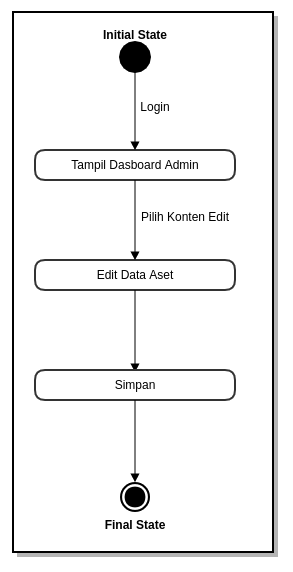 Initial State
Login
Tampil Dasboard Admin
Pilih Konten Edit
Edit Data Aset
Simpan
Final State